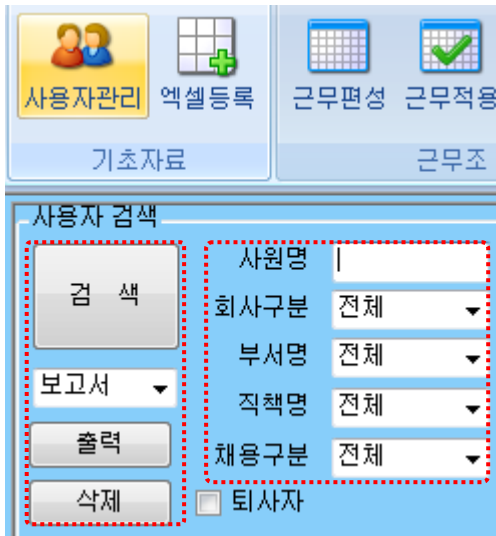 사용자관리 엑셀등록 근무편성 근무적용
기초자료 근무조
사용자 검색
검 색
보고서
출력
삭제
사원명
회사구분 전체
부서명 전체
직책명 전체
채용구분 전체
퇴사자